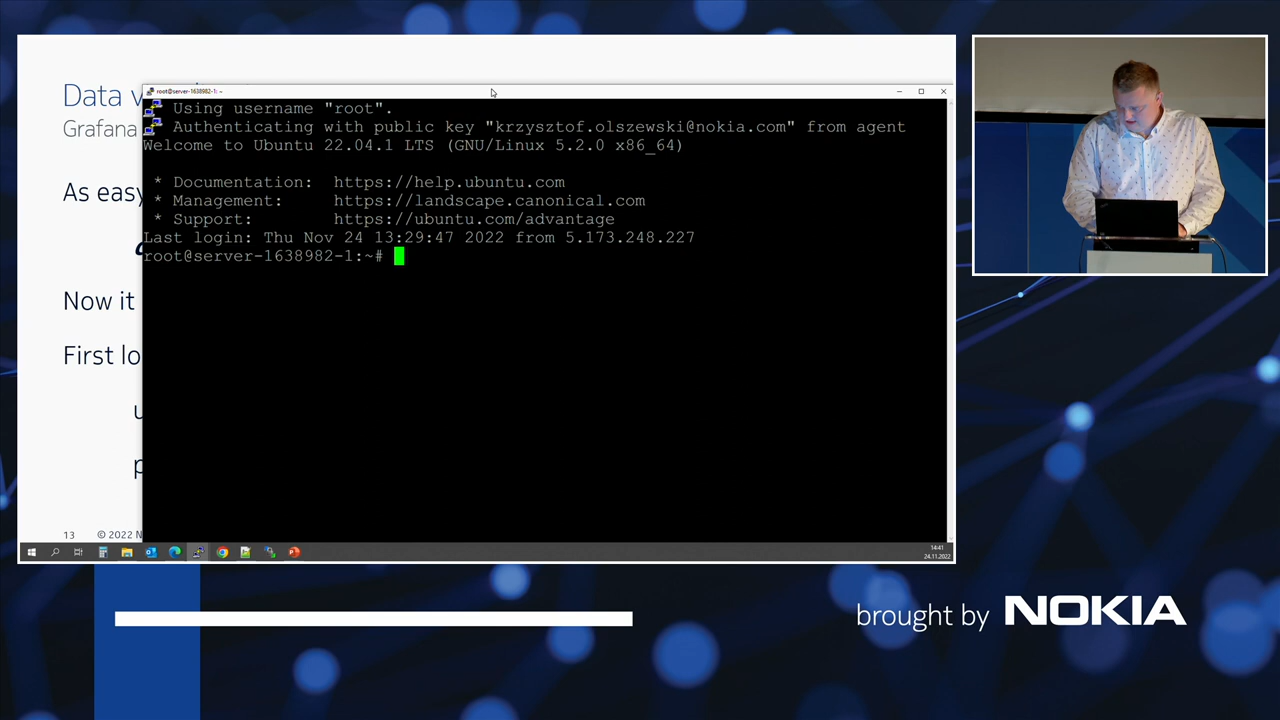 Data v
Grafana
As easy
Now it
First lo
u
p
13 © 2022 N
root@server-1638982-1: ~
Using username "root".
Authenticating with public key "krzysztof.olszewski@nokia.com" from agent
Welcome to Ubuntu 22.04.1 LTS (GNU/Linux 5.2.0 x86_64)
* Documentation: https://help.ubuntu.com
* Management: https://landscape.canonical.com
* Support: https://ubuntu.com/advantage
Last login: Thu Nov 24 13:29:47 2022 from 5.173.248.227
root@server-1638982-1:~#
14:41
24.11.2022
brought by NOKIA